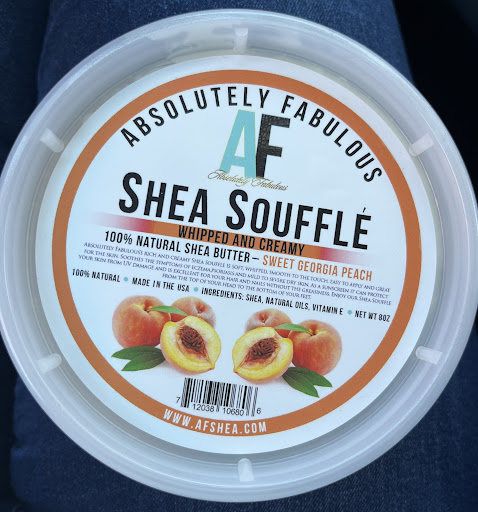 ABSOLUTELY FABULOUS
AF
Absolutely Fabulous
SHEA SOUFFLÉ
WHIPPED AND CREAMY
100% NATURAL SHEA BUTTER – SWEET GEORGIA PEACH
ABSOLUTELY FABULOUS'S RICH AND CREAMY SHEA SOUFFLE IS SOFT, WHIPPED, SMOOTH TO THE TOUCH, EASY TO APPLY AND GREAT
FOR THE SKIN. SOOTHES THE SYMPTOMS OF ECZEMA,PSORIASIS AND MILD TO SEVERE DRY SKIN. AS A SUNSCREEN IT CAN PROTECT
YOUR SKIN FROM UV DAMAGE AND IS EXCELLENT FOR YOUR HAIR AND NAILS WITHOUT THE GREASINESS. ENJOY OUR SHEA SOUFFLE
FROM THE TOP OF YOUR HEAD TO THE BOTTOM OF YOUR FEET.
100% NATURAL • MADE IN THE USA • INGREDIENTS: SHEA, NATURAL OILS, VITAMIN E • NET WT 8OZ
7 12038 10680 6
WWW.AFSHEA.COM